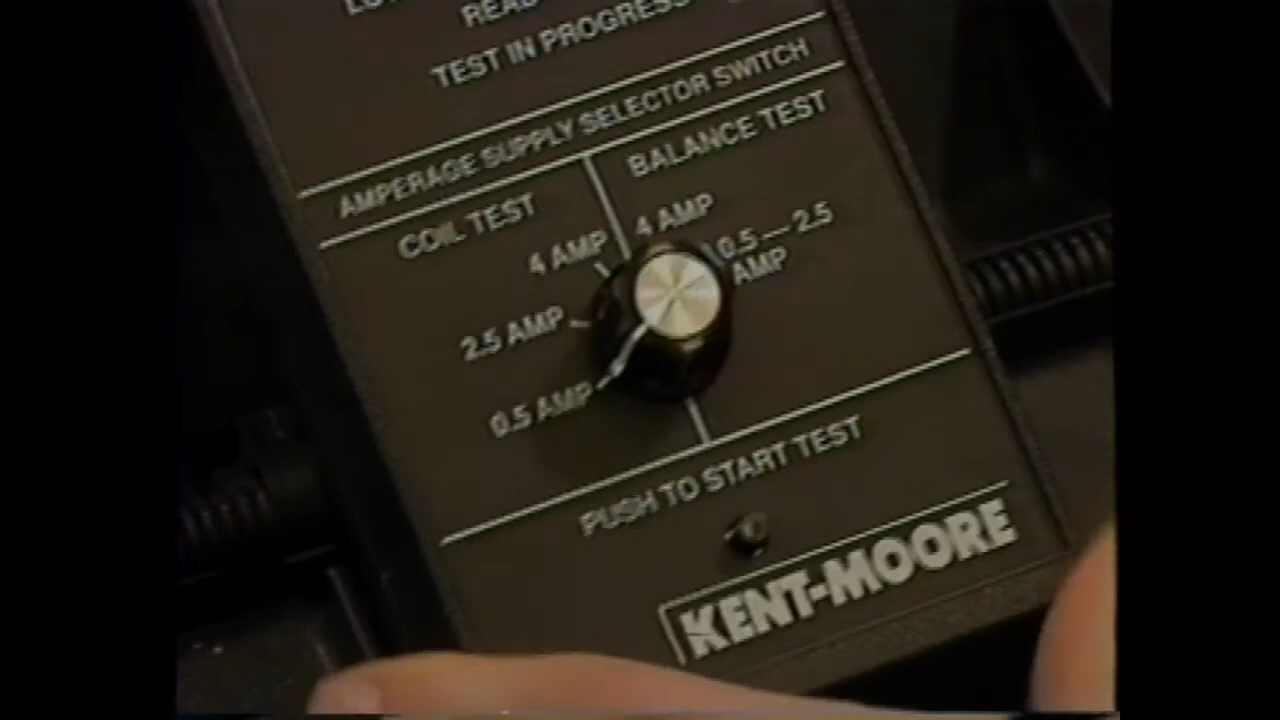 TEST IN PROGRESS
AMPERAGE SUPPLY SELECTOR SWITCH
COIL TEST
BALANCE TEST
4 AMP
4 AMP
0.5 — 2.5
AMP
2.5 AMP
0.5 AMP
PUSH TO START TEST
KENT-MOORE